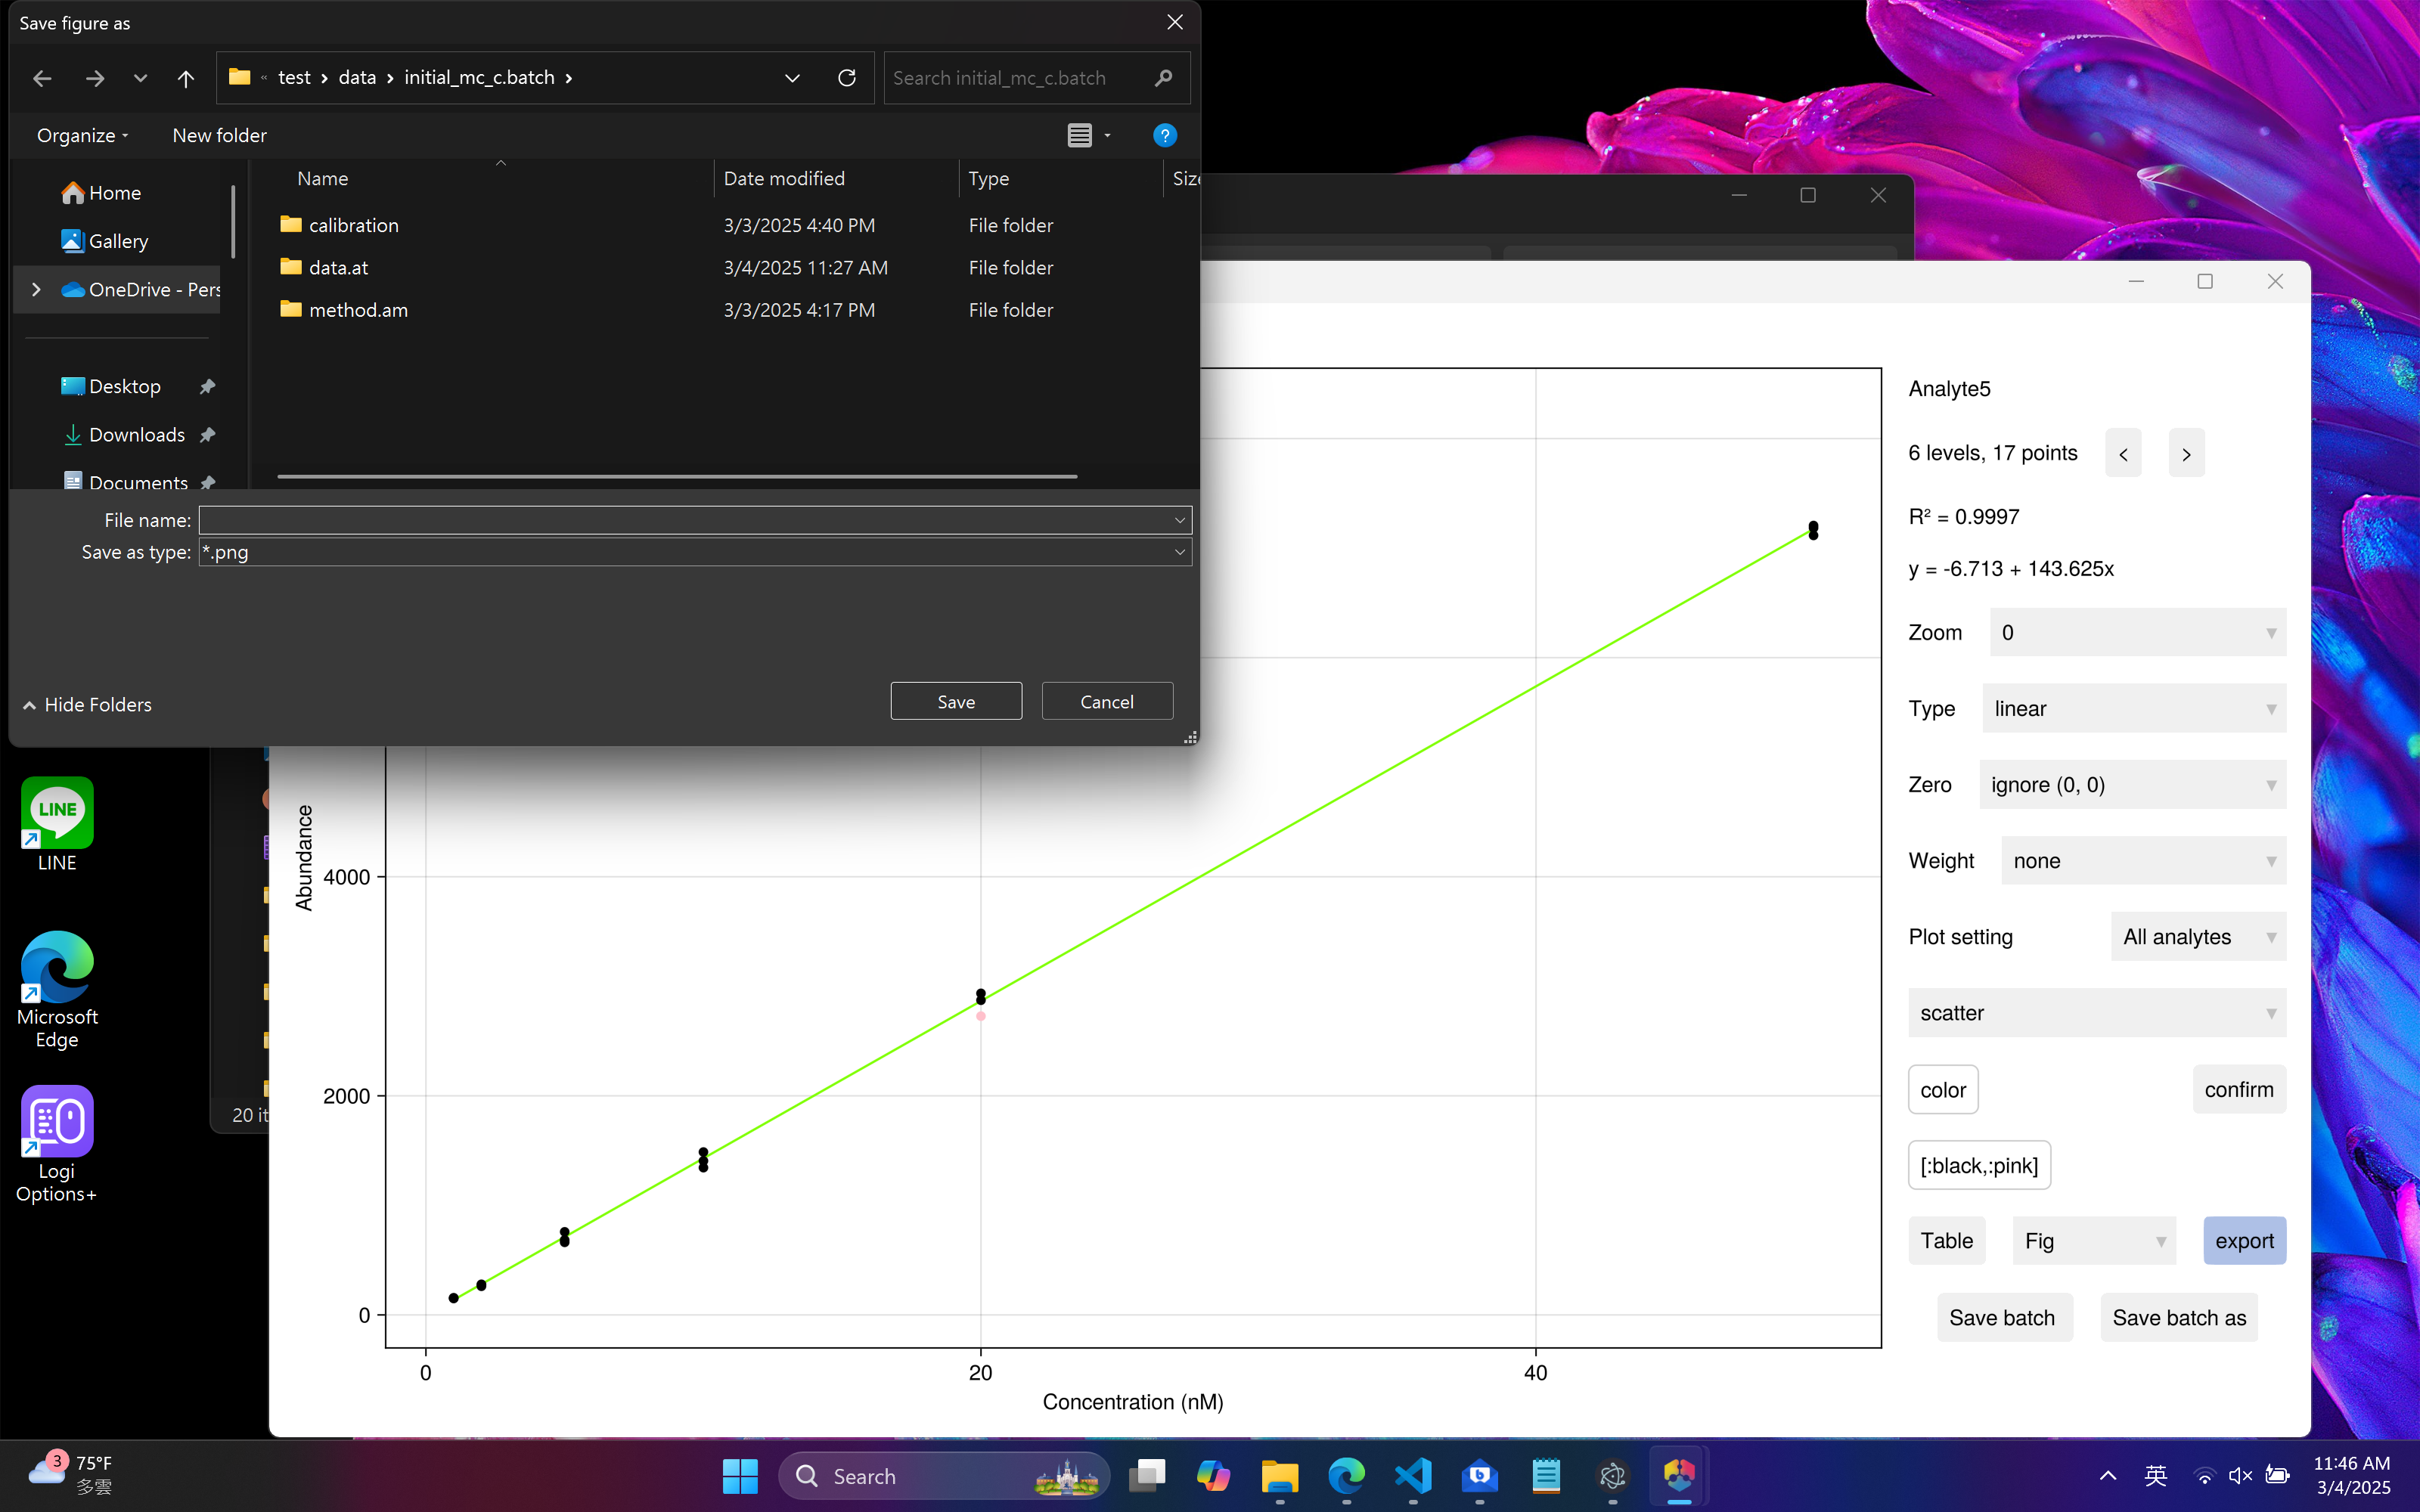 Save figure as
« test › data › initial_mc_c.batch ›
Search initial_mc_c.batch
Organize
New folder
Home
Gallery
OneDrive - Pers
Desktop
Downloads
Documents
Name
Date modified
Type
Size
calibration
3/3/2025 4:40 PM
File folder
data.at
3/4/2025 11:27 AM
File folder
method.am
3/3/2025 4:17 PM
File folder
File name:
Save as type:
*.png
Hide Folders
Save
Cancel
LINE
LINE
Microsoft
Edge
Logi
Options+
20 it
Abundance
4000
2000
0
0
20
40
Concentration (nM)
Analyte5
6 levels, 17 points
<
>
R² = 0.9997
y = -6.713 + 143.625x
Zoom
0
Type
linear
Zero
ignore (0, 0)
Weight
none
Plot setting
All analytes
scatter
color
confirm
[:black,:pink]
Table
Fig
export
Save batch
Save batch as
3
75°F
多雲
Search
英
11:46 AM
3/4/2025